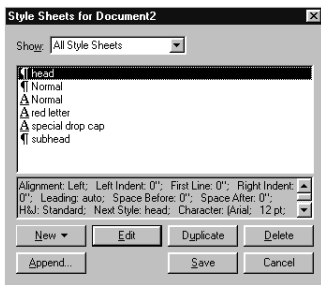 Style Sheets for Document2
Show: All Style Sheets
¶ head
¶ Normal
A Normal
A red letter
A special drop cap
¶ subhead
Alignment: Left; Left Indent: 0"; First Line: 0"; Right Indent:
0"; Leading: auto; Space Before: 0"; Space After: 0";
H&J: Standard; Next Style: head; Character: (Arial; 12 pt;
New Edit Duplicate Delete
Append... Save Cancel